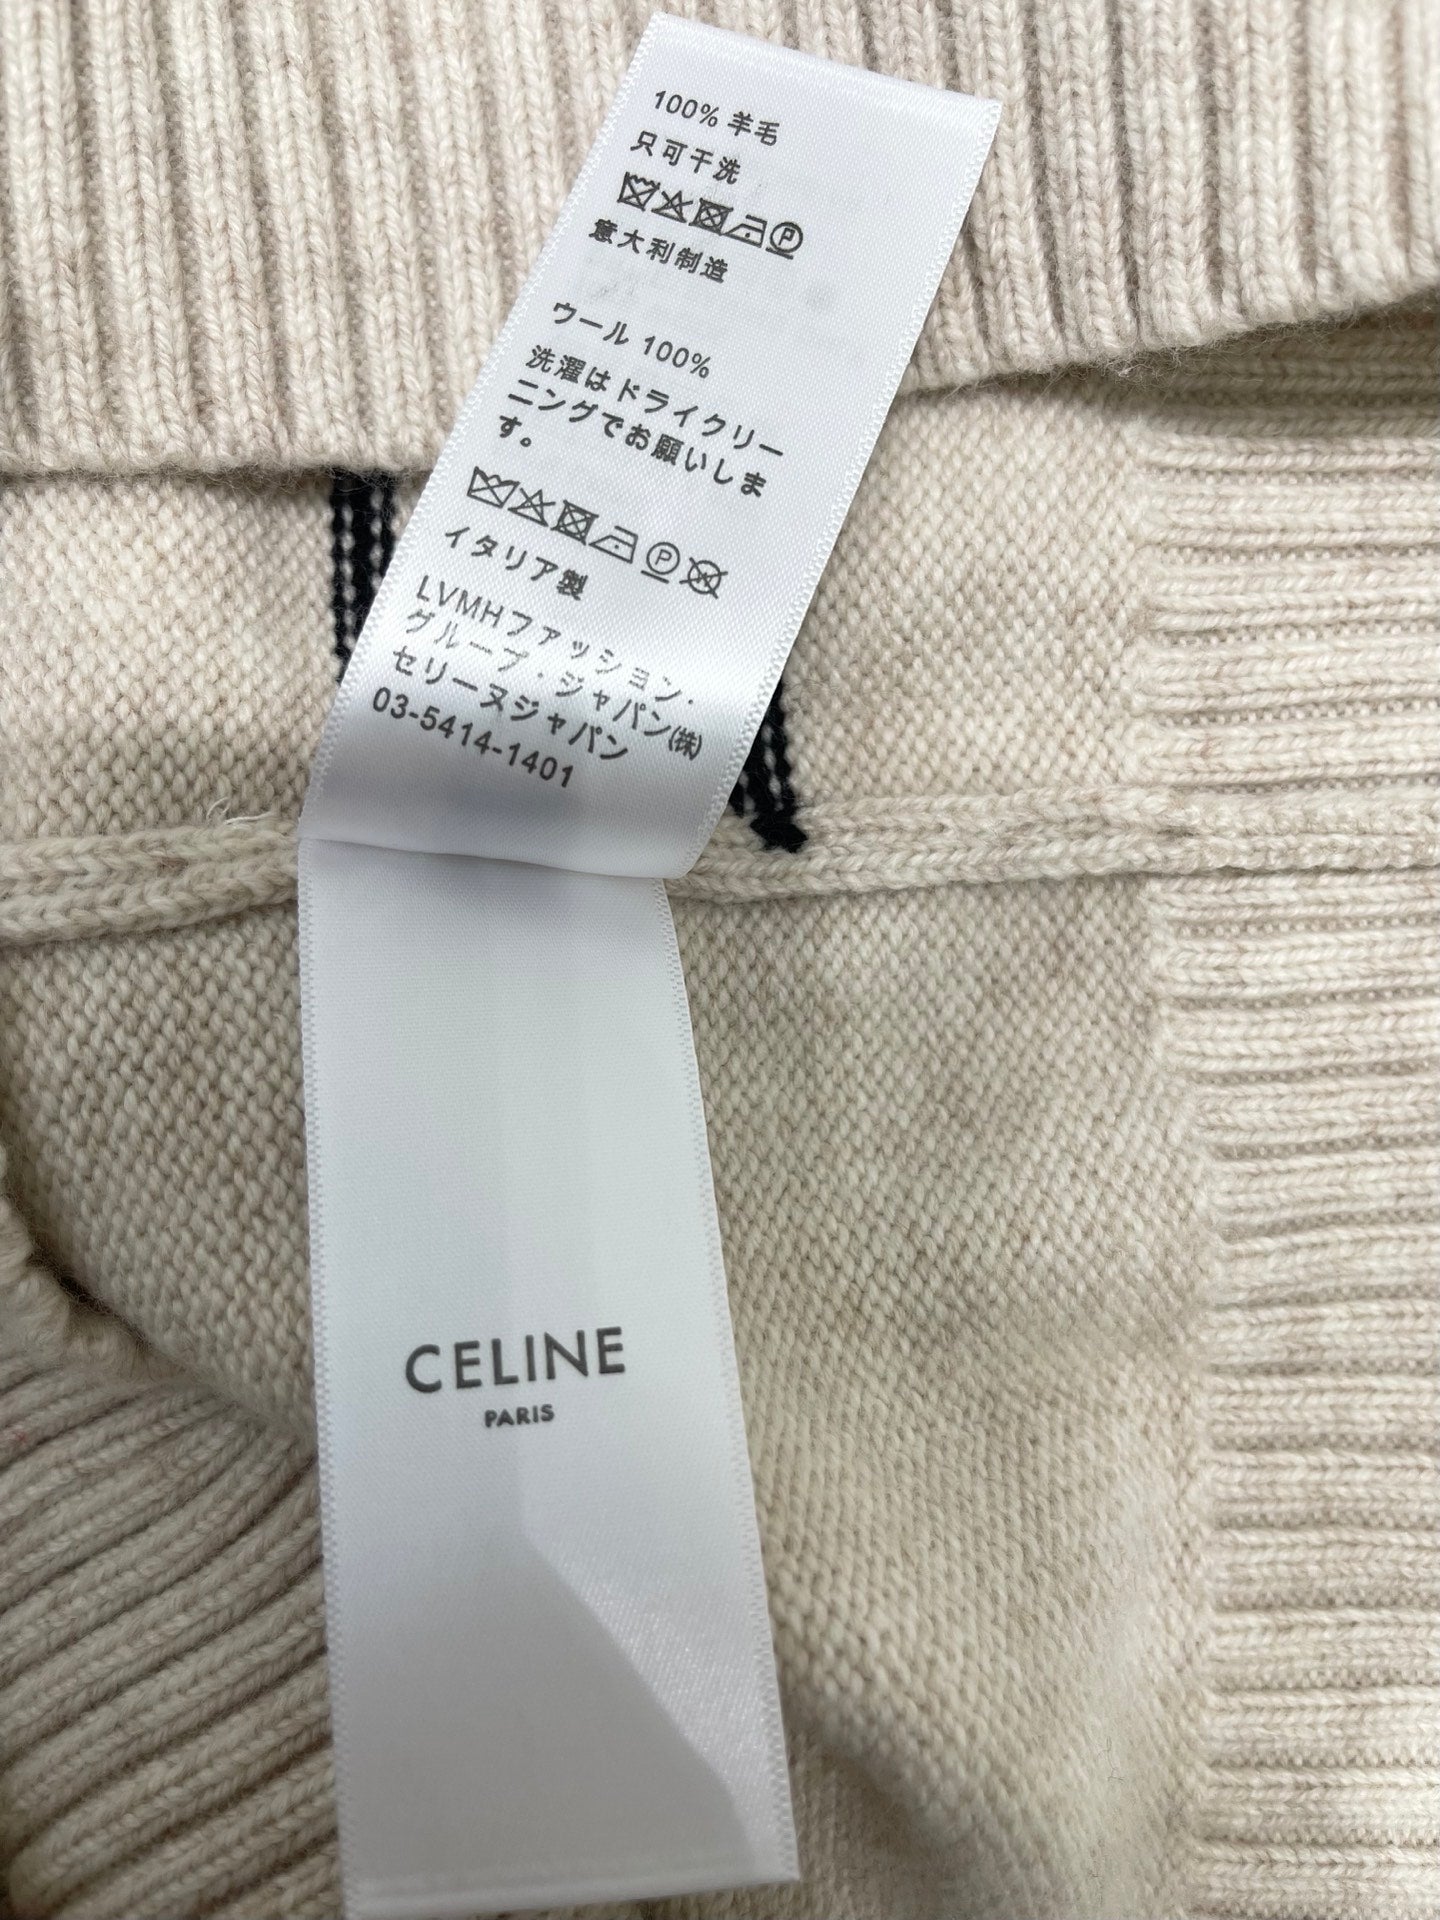 100% 羊毛
只可干洗
P
意大利制造
ウール 100%
洗濯はドライクリー
ニングでお願いしま
す。
P
イタリア製
LVMHファッション・
グループ・ジャパン(株)
セリーヌジャパン
03-5414-1401
CELINE
PARIS